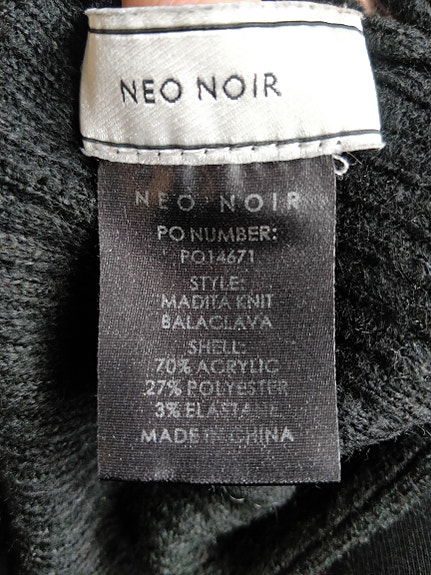 NEO NOIR
NEO NOIR
PO NUMBER:
PO14671
STYLE:
MADITA KNIT
BALACLAVA
SHELL:
70% ACRYLIC
27% POLYESTER
3% ELASTANE
MADE IN CHINA